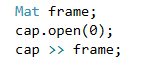 Mat frame;
cap.open(0);
cap >> frame;